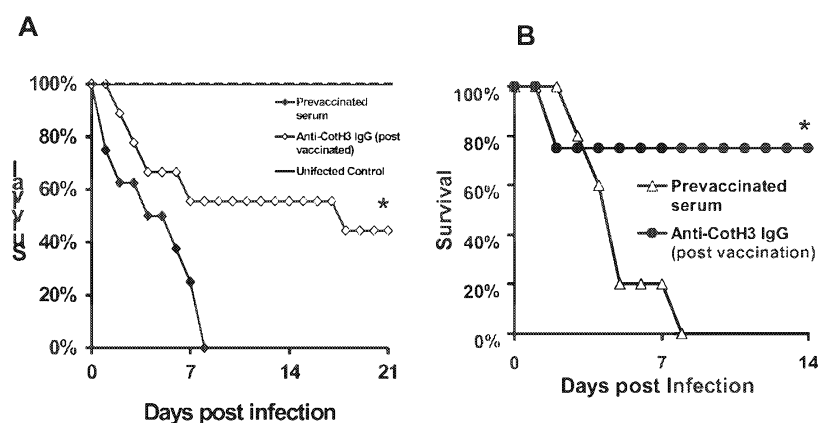 A
100%
80%
60%
40%
20%
0%
Survival
0
7
14
21
Days post infection
Prevaccinated
serum
Anti-CotH3 IgG (post
vaccinated)
Uniffected Control
*
B
100%
80%
60%
40%
20%
0%
Survival
0
7
14
Days post Infection
Prevaccinated
serum
Anti-CotH3 IgG
(post vaccination)
*